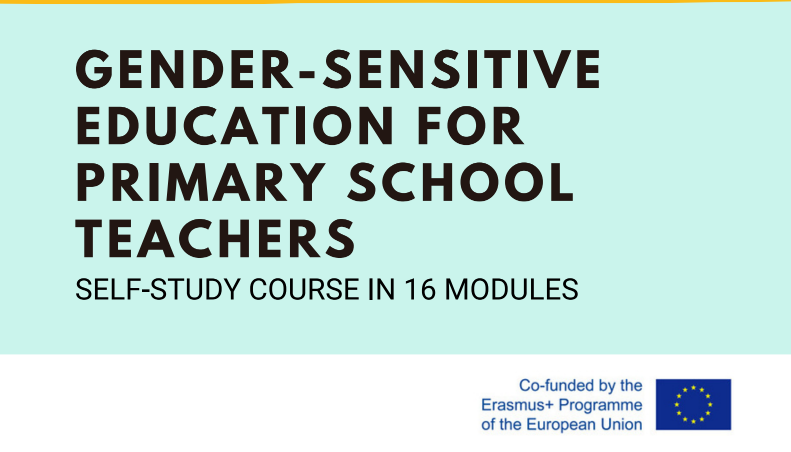 GENDER-SENSITIVE
EDUCATION FOR
PRIMARY SCHOOL
TEACHERS
SELF-STUDY COURSE IN 16 MODULES
Co-funded by the
Erasmus+ Programme
of the European Union